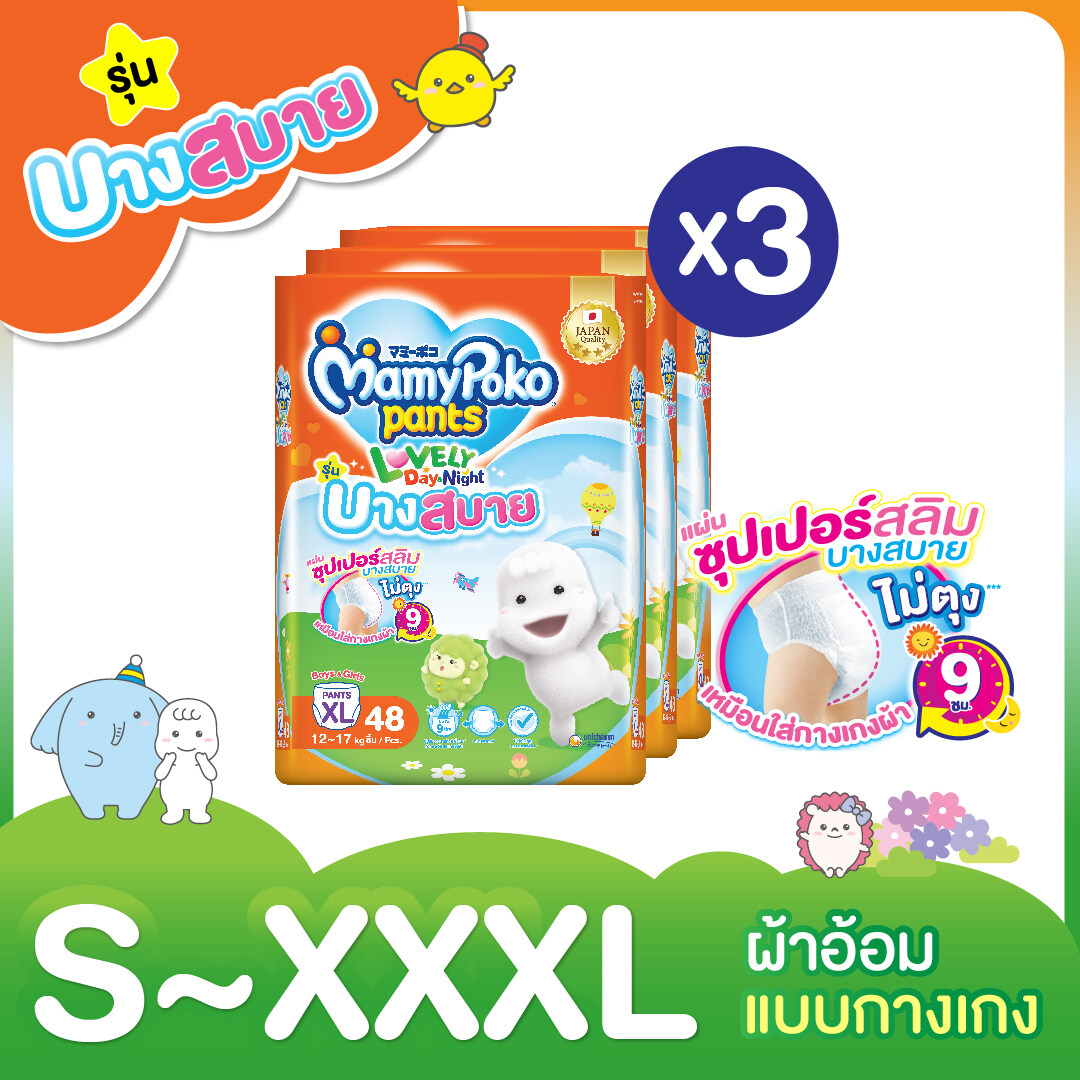 รุ่น
บางสบาย
x3
JAPAN
Quality
マミーポコ
MamyPoko
pants
LOVELY
Day&Night
รุ่น
บางสบาย
แผ่น
ซุปเปอร์สลิม
บางสบาย
ไม่ตุง
เหมือนใส่กางเกงผ้า
9
Boys & Girls
PANTS
XL
48
12~17 kg
ชิ้น / Pcs.
unicharm
แผ่น
ซุปเปอร์สลิม
บางสบาย
ไม่ตุง***
9
ชม.
เหมือนใส่กางเกงผ้า
S~XXXL
ผ้าอ้อม
แบบกางเกง